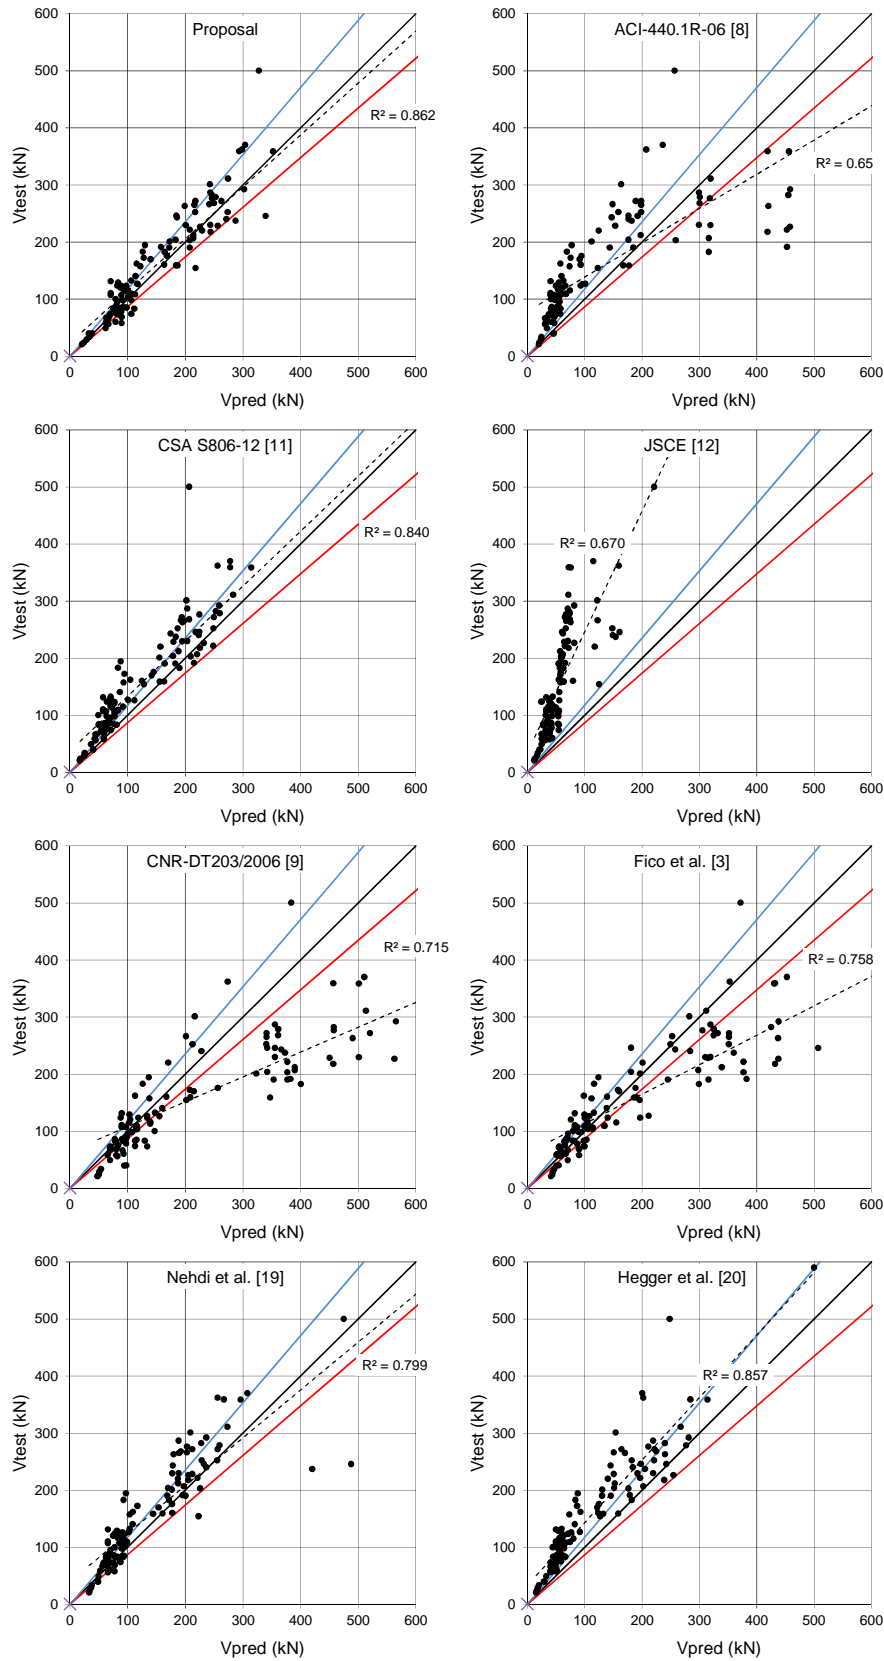 Proposal
600
500
400
300
200
100
0
Vtest (kN)
R² = 0.862
0 100 200 300 400 500 600
Vpred (kN)
ACI-440.1R-06 [8]
600
500
400
300
200
100
0
Vtest (kN)
R² = 0.65
0 100 200 300 400 500 600
Vpred (kN)
CSA S806-12 [11]
600
500
400
300
200
100
0
Vtest (kN)
R² = 0.840
0 100 200 300 400 500 600
Vpred (kN)
JSCE [12]
600
500
400
300
200
100
0
Vtest (kN)
R² = 0.670
0 100 200 300 400 500 600
Vpred (kN)
CNR-DT203/2006 [9]
600
500
400
300
200
100
0
Vtest (kN)
R² = 0.715
0 100 200 300 400 500 600
Vpred (kN)
Fico et al. [3]
600
500
400
300
200
100
0
Vtest (kN)
R² = 0.758
0 100 200 300 400 500 600
Vpred (kN)
Nehdi et al. [19]
600
500
400
300
200
100
0
Vtest (kN)
R² = 0.799
0 100 200 300 400 500 600
Vpred (kN)
Hegger et al. [20]
600
500
400
300
200
100
0
Vtest (kN)
R² = 0.857
0 100 200 300 400 500 600
Vpred (kN)